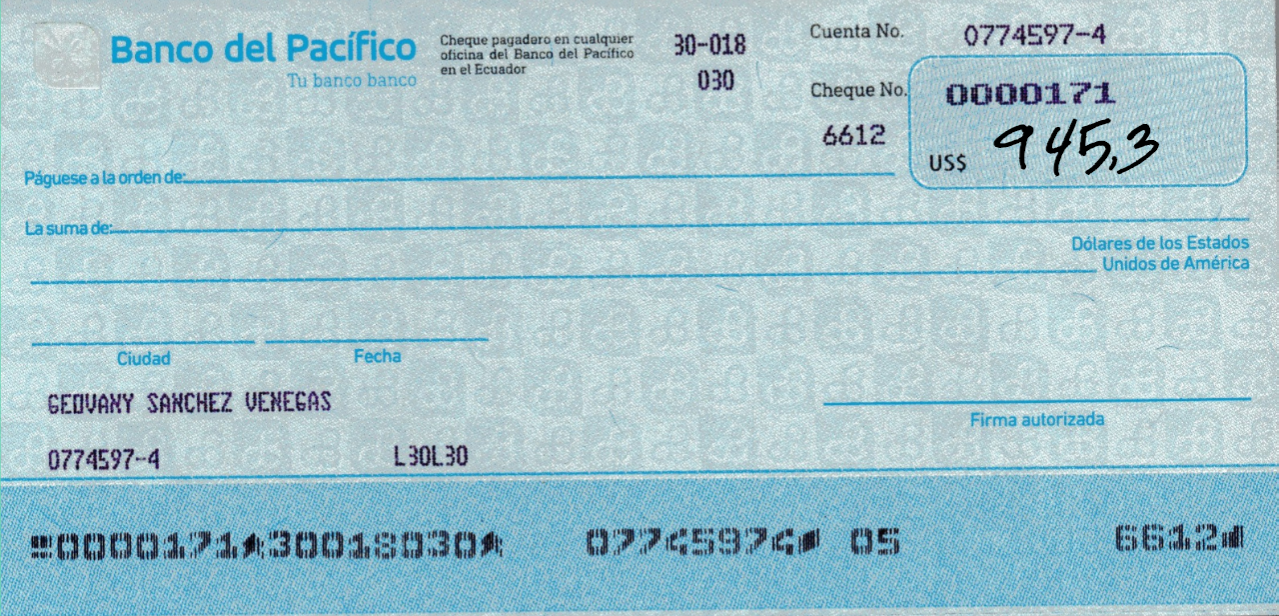 Banco del Pacífico
Tu banco banco
Cheque pagadero en cualquier
oficina del Banco del Pacífico
en el Ecuador
30-018
030
Cuenta No. 0774597-4
Cheque No. 0000171
6612
US$ 945,3
Páguese a la orden de:
La suma de:
Dólares de los Estados
Unidos de América
Ciudad
Fecha
GEOVANY SANCHEZ VENEGAS
Firma autorizada
0774597-4 L30L30
⑈0000171⑆30018030⑆ 07745974⑈ 05 6612⑈